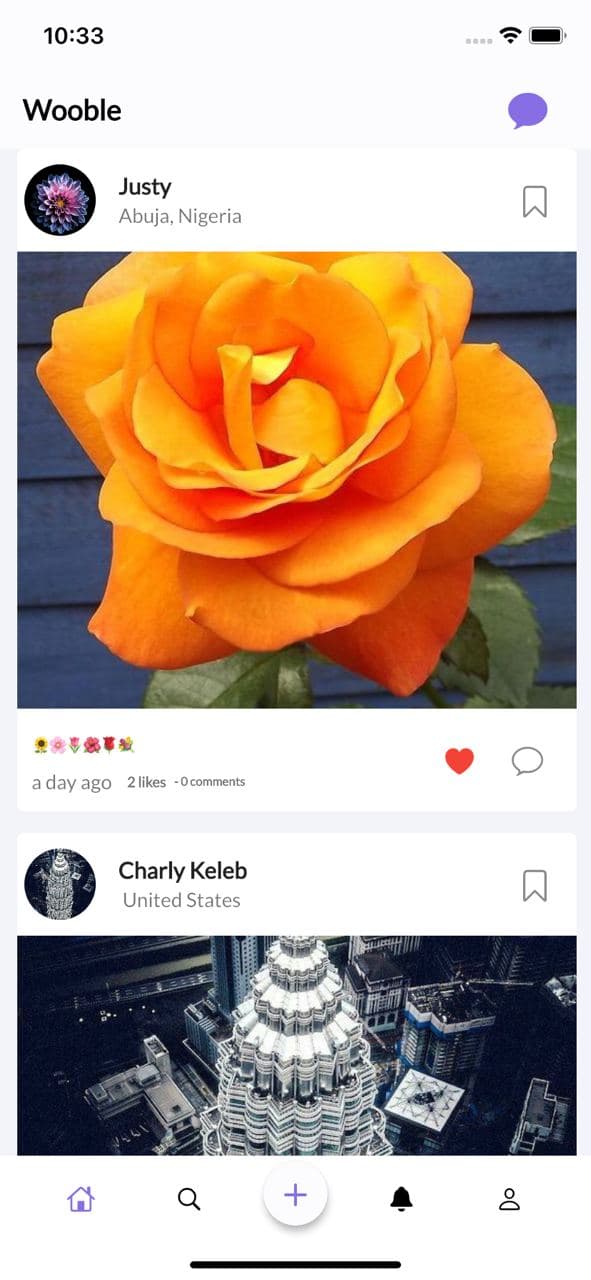 10:33
Wooble
Justy
Abuja, Nigeria
🌻🌸🌷🌺🌹💐
a day ago 2 likes - 0 comments
Charly Keleb
United States